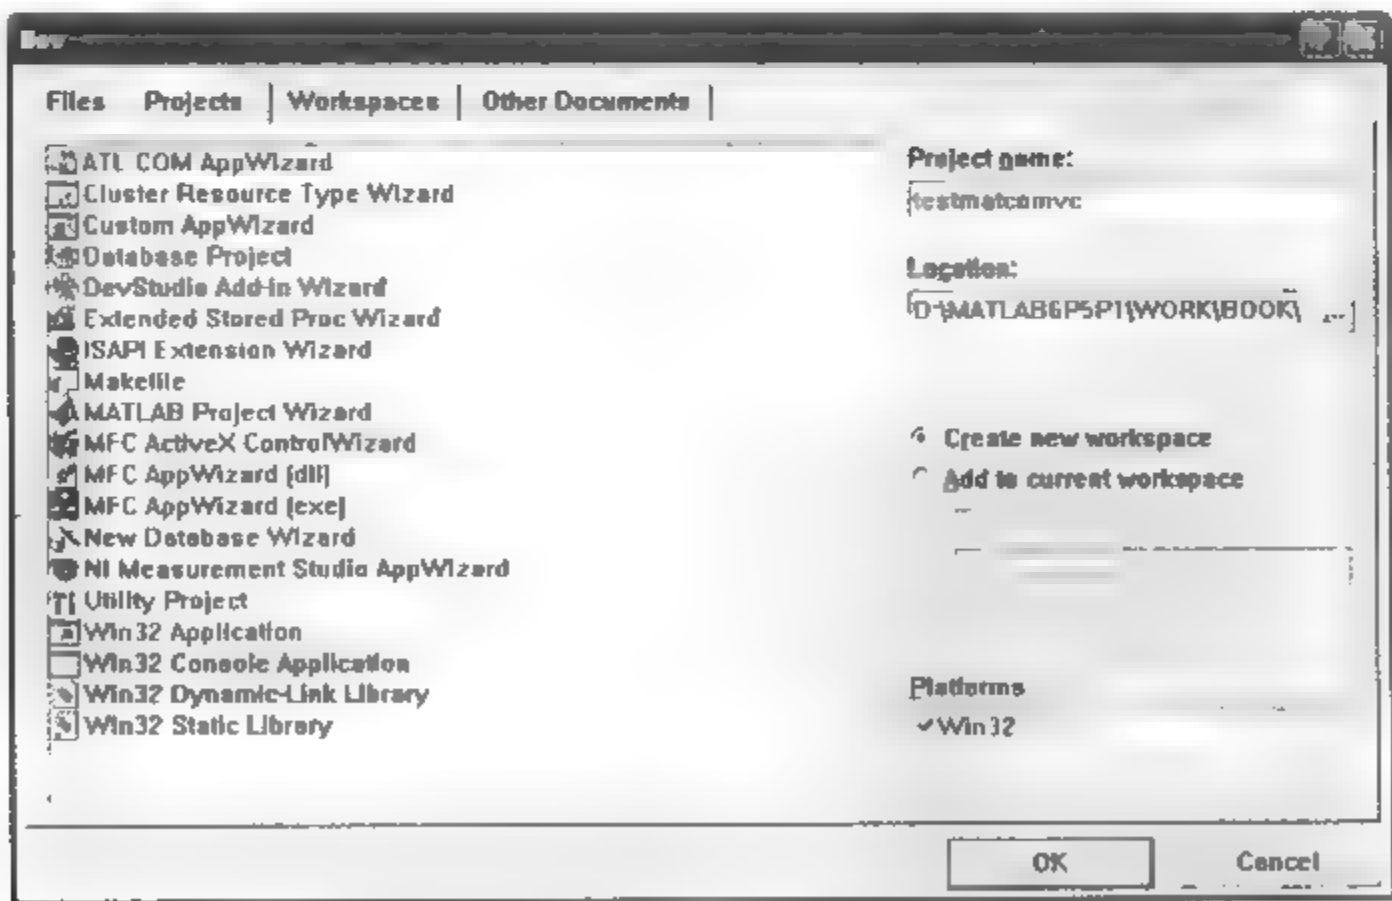 Files Projects Workspaces Other Documents
ATL COM AppWizard
Cluster Resource Type Wizard
Custom AppWizard
Database Project
DevStudio Add-in Wizard
Extended Stored Proc Wizard
ISAPI Extension Wizard
Makefile
MATLAB Project Wizard
MFC ActiveX ControlWizard
MFC AppWizard (dll)
MFC AppWizard (exe)
New Database Wizard
NI Measurement Studio AppWizard
Utility Project
Win32 Application
Win32 Console Application
Win32 Dynamic-Link Library
Win32 Static Library
Project name:
testmatcomvc
Location:
D:\MATLAB6P5P1\WORK\BOOK\ ...
Create new workspace
Add to current workspace
Platforms
Win32
OK Cancel